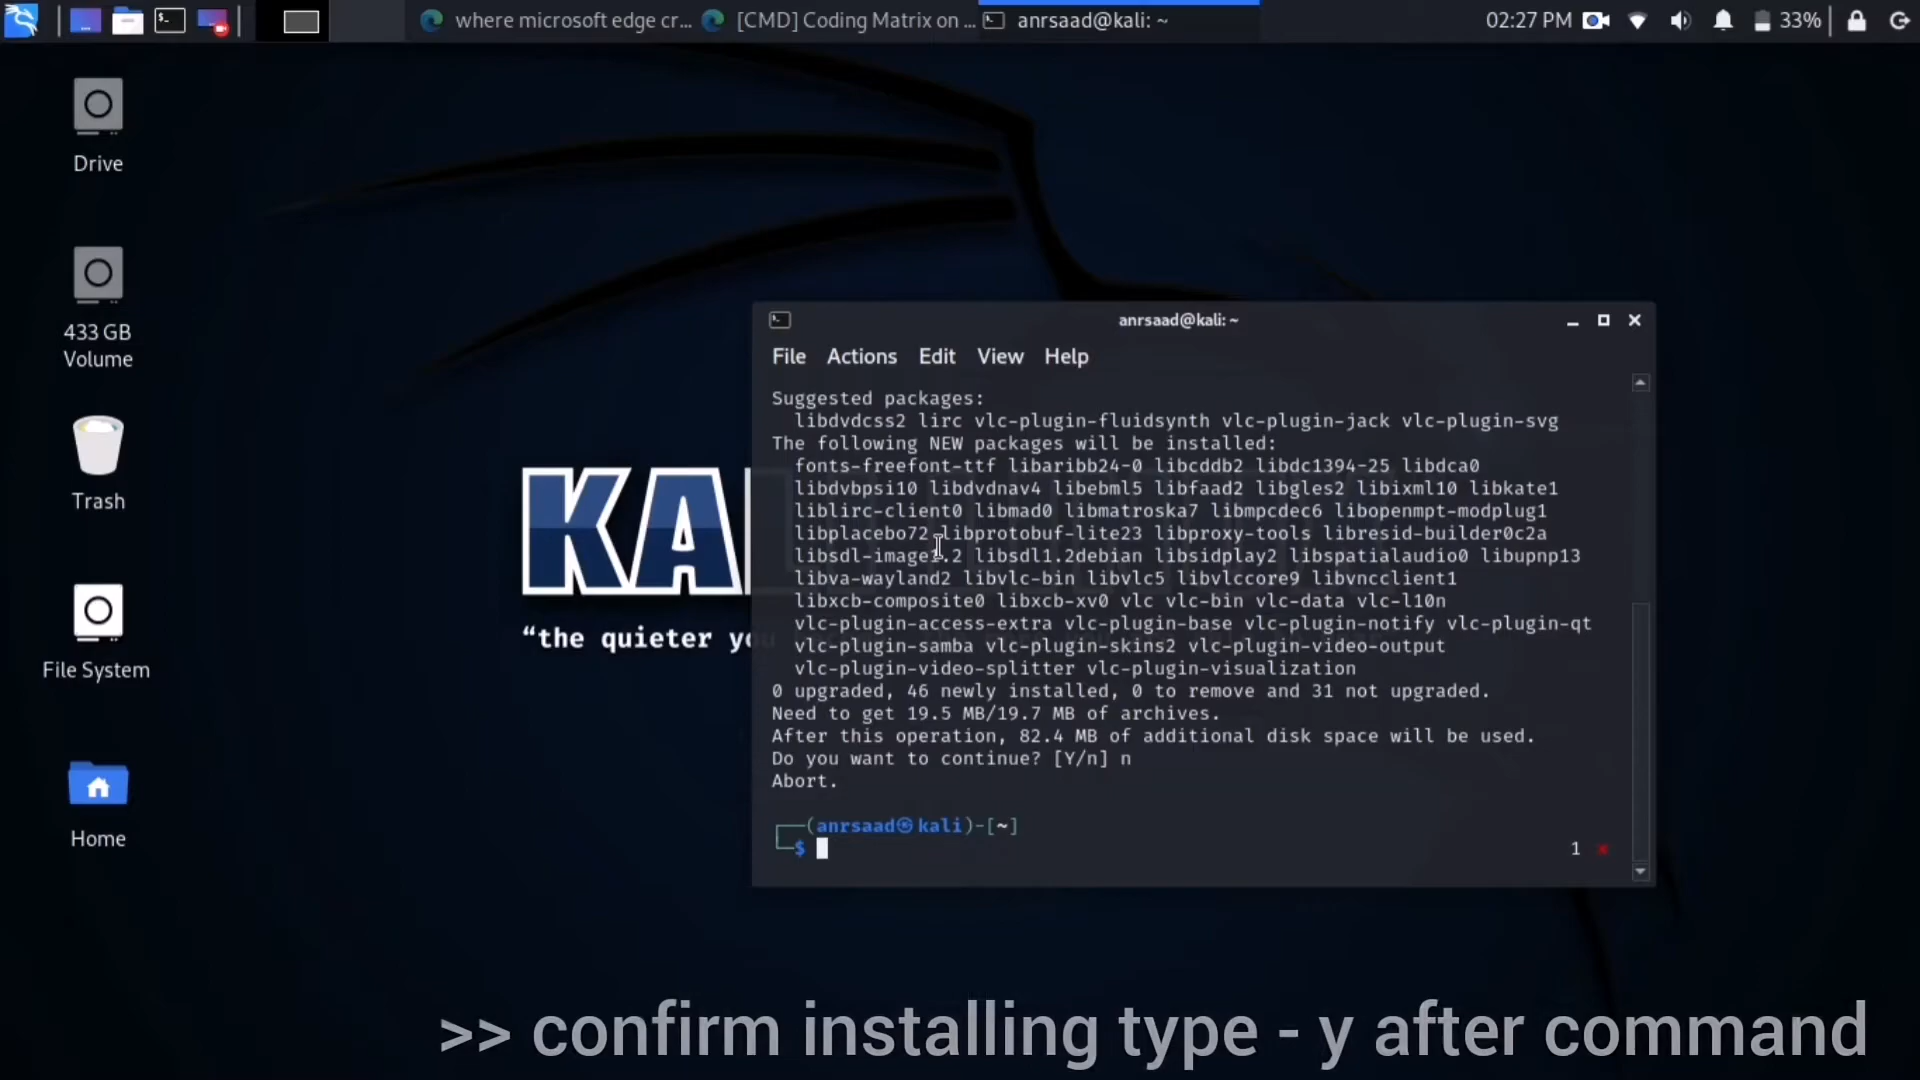 where microsoft edge cr...
[CMD] Coding Matrix on ...
anrsaad@kali: ~
02:27 PM
33%
Drive
433 GB
Volume
Trash
File System
Home
KA
“the quieter you
anrsaad@kali: ~
File Actions Edit View Help
Suggested packages:
libdvdcss2 lirc vlc-plugin-fluidsynth vlc-plugin-jack vlc-plugin-svg
The following NEW packages will be installed:
fonts-freefont-ttf libaribb24-0 libcddb2 libdc1394-25 libdca0
libdvbpsi10 libdvdnav4 libebml5 libfaad2 libgles2 libixml10 libkate1
liblirc-client0 libmad0 libmatroska7 libmpcdec6 libopenmpt-modplug1
libplacebo72 libprotobuf-lite23 libproxy-tools libresid-builder0c2a
libsdl-image1.2 libsdl1.2debian libsidplay2 libspatialaudio0 libupnp13
libva-wayland2 libvlc-bin libvlc5 libvlccore9 libvncclient1
libxcb-composite0 libxcb-xv0 vlc vlc-bin vlc-data vlc-l10n
vlc-plugin-access-extra vlc-plugin-base vlc-plugin-notify vlc-plugin-qt
vlc-plugin-samba vlc-plugin-skins2 vlc-plugin-video-output
vlc-plugin-video-splitter vlc-plugin-visualization
0 upgraded, 46 newly installed, 0 to remove and 31 not upgraded.
Need to get 19.5 MB/19.7 MB of archives.
After this operation, 82.4 MB of additional disk space will be used.
Do you want to continue? [Y/n] n
Abort.
(anrsaad㉿kali)-[~]
$ 1
>> confirm installing type - y after command